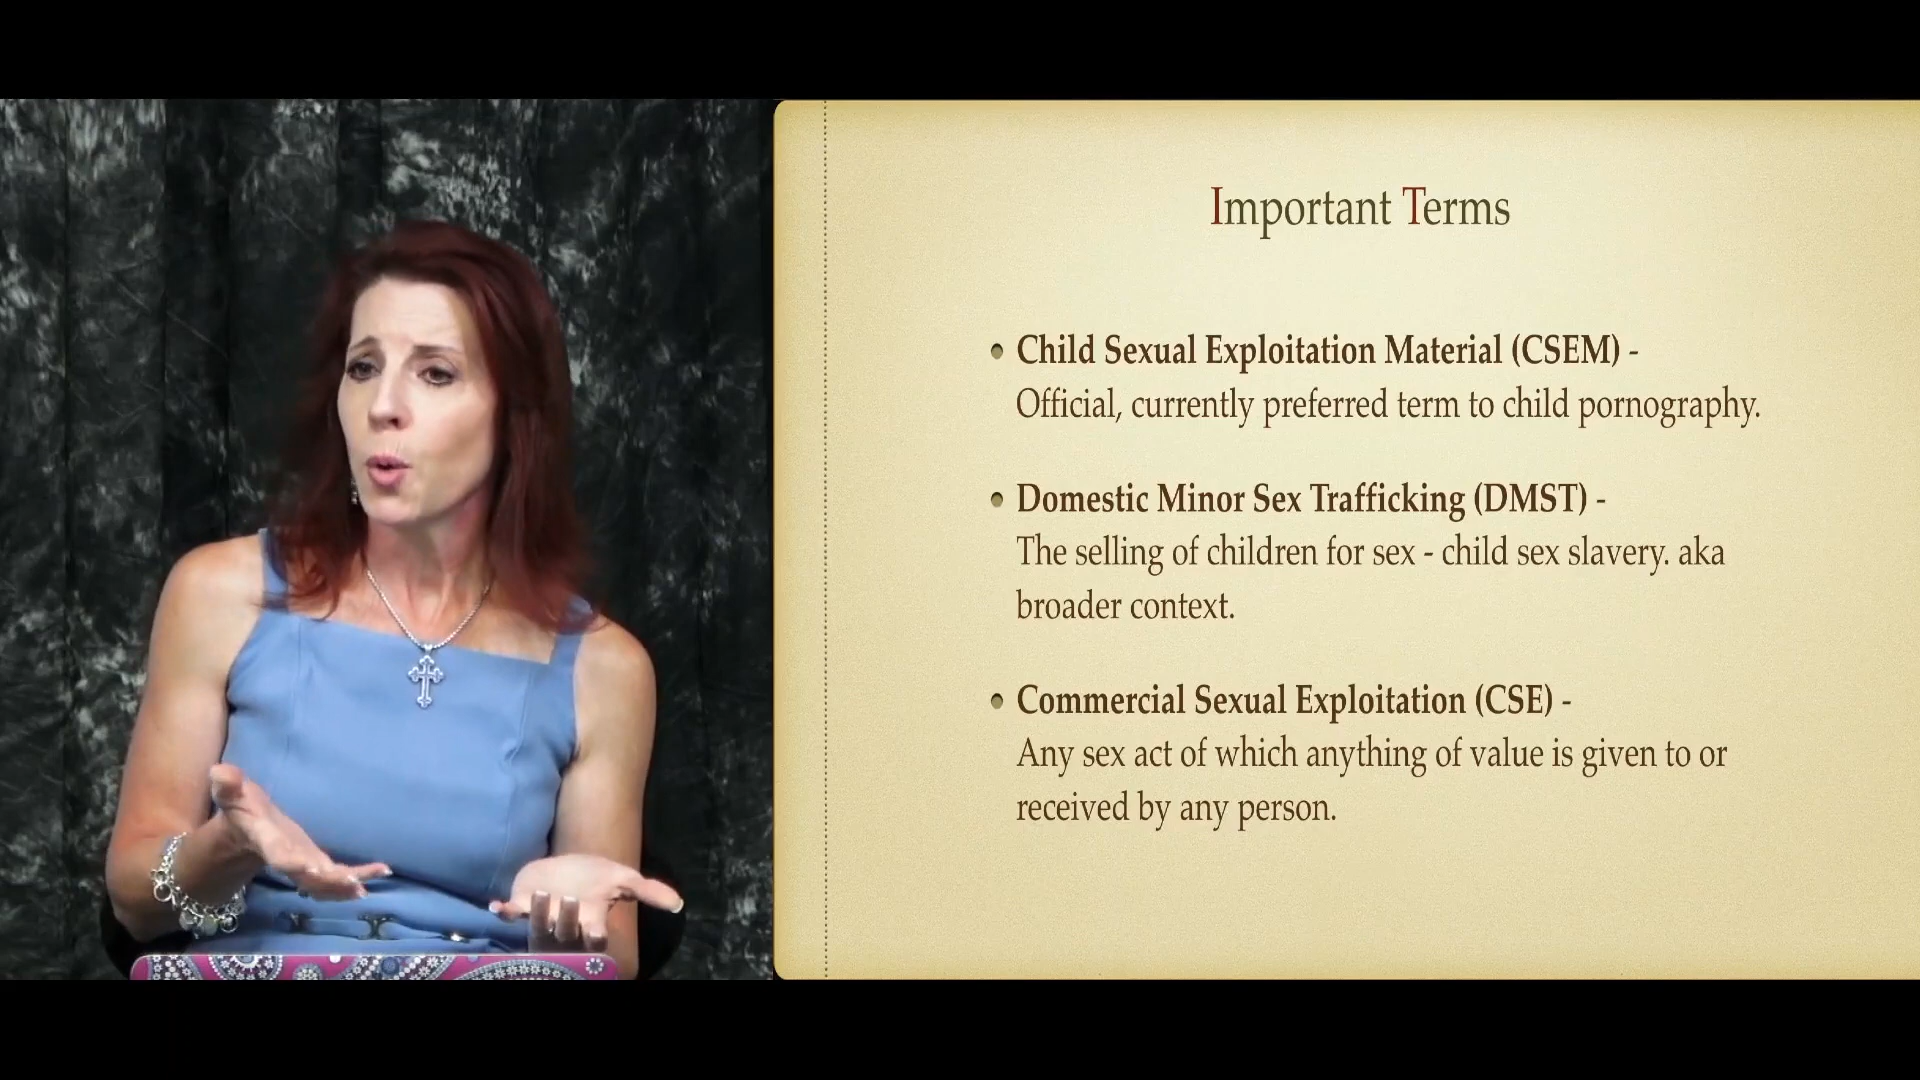 Important Terms
Child Sexual Exploitation Material (CSEM) -
Official, currently preferred term to child pornography.
Domestic Minor Sex Trafficking (DMST) -
The selling of children for sex - child sex slavery. aka
broader context.
Commercial Sexual Exploitation (CSE) -
Any sex act of which anything of value is given to or
received by any person.